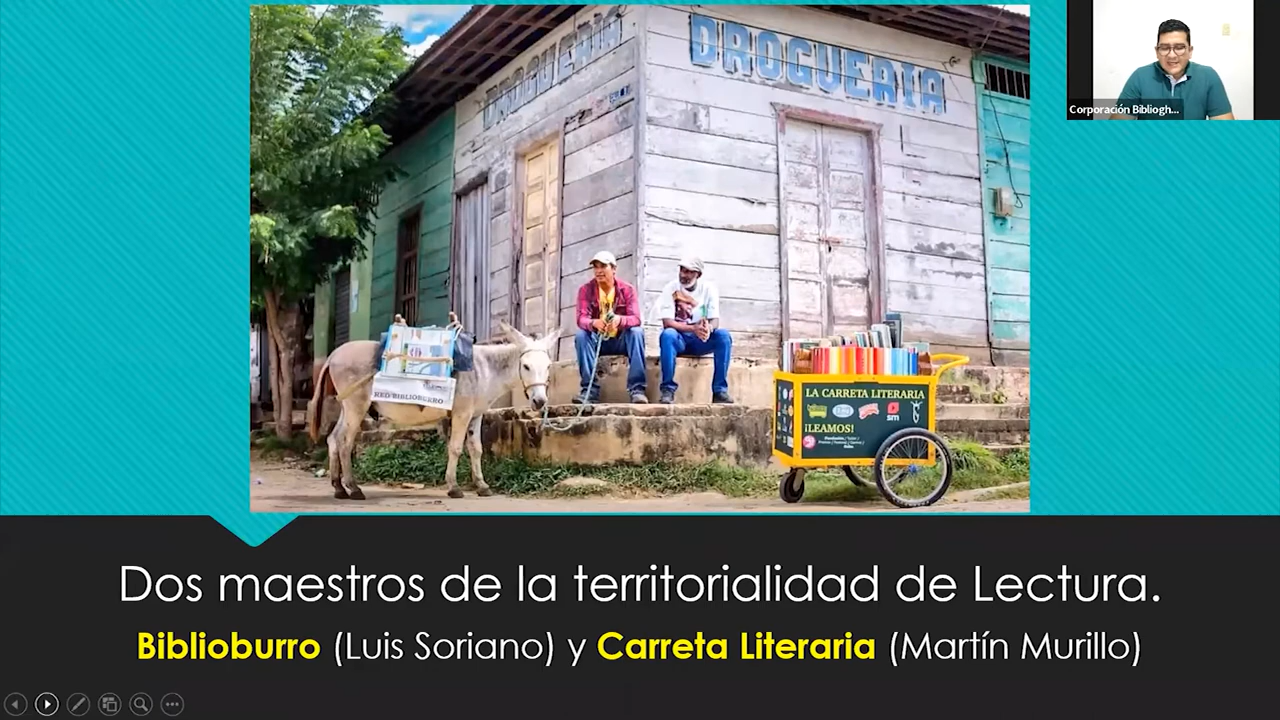 DROGUERIA
DROGUERIA
Corporación Bibliogh...
RED BIBLIOBURRO
LA CARRETA LITERARIA
sm
¡LEAMOS!
Dos maestros de la territorialidad de Lectura.
Biblioburro (Luis Soriano) y Carreta Literaria (Martín Murillo)